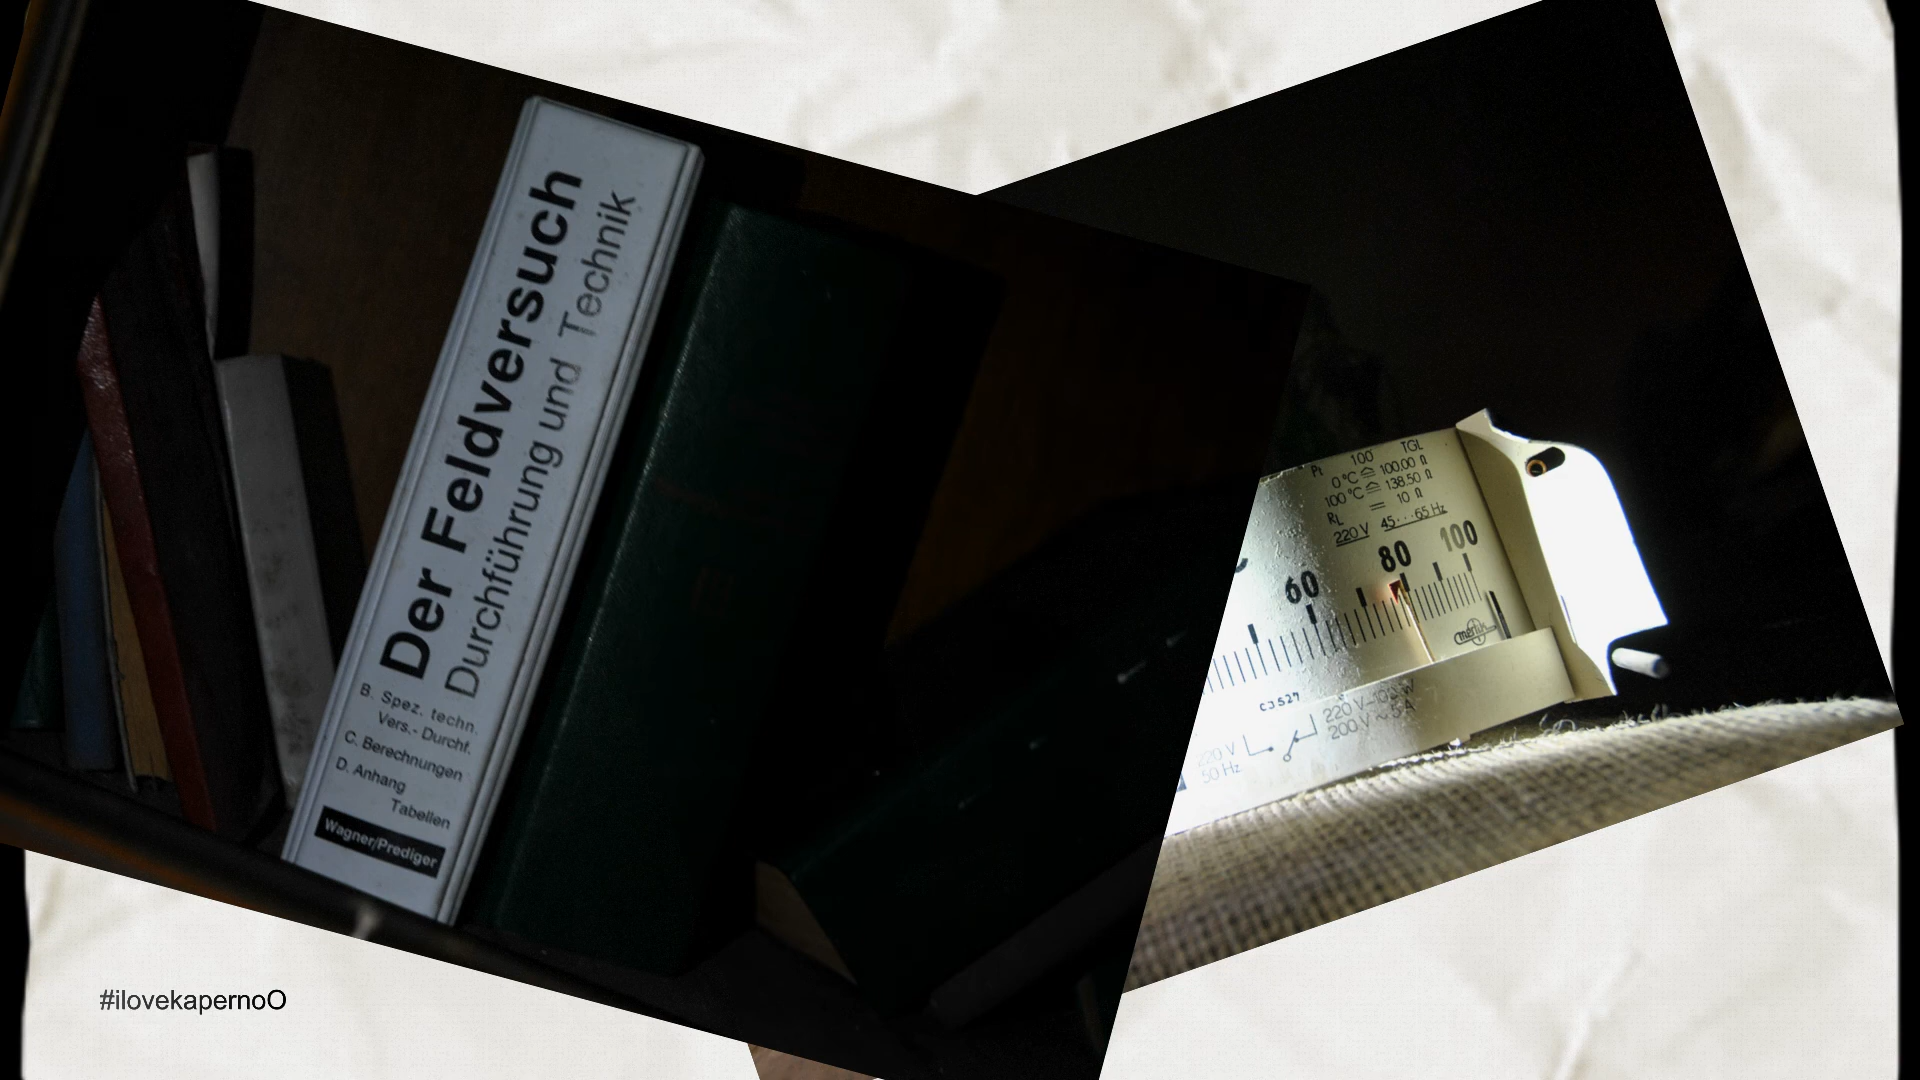 Der Feldversuch
Durchführung und Technik
B. Spez. techn.
Vers.- Durchf.
C. Berechnungen
D. Anhang
Tabellen
Wagner/Prediger
Pt 100 TGL
0°C ≙ 100.00 Ω
100°C ≙ 138.50 Ω
RL = 10 Ω
220 V 45...65 Hz
60 80 100
CJ527
220 V
50 Hz
220 V- 100 W
200 V ~ 5 A
#ilovekapernoO